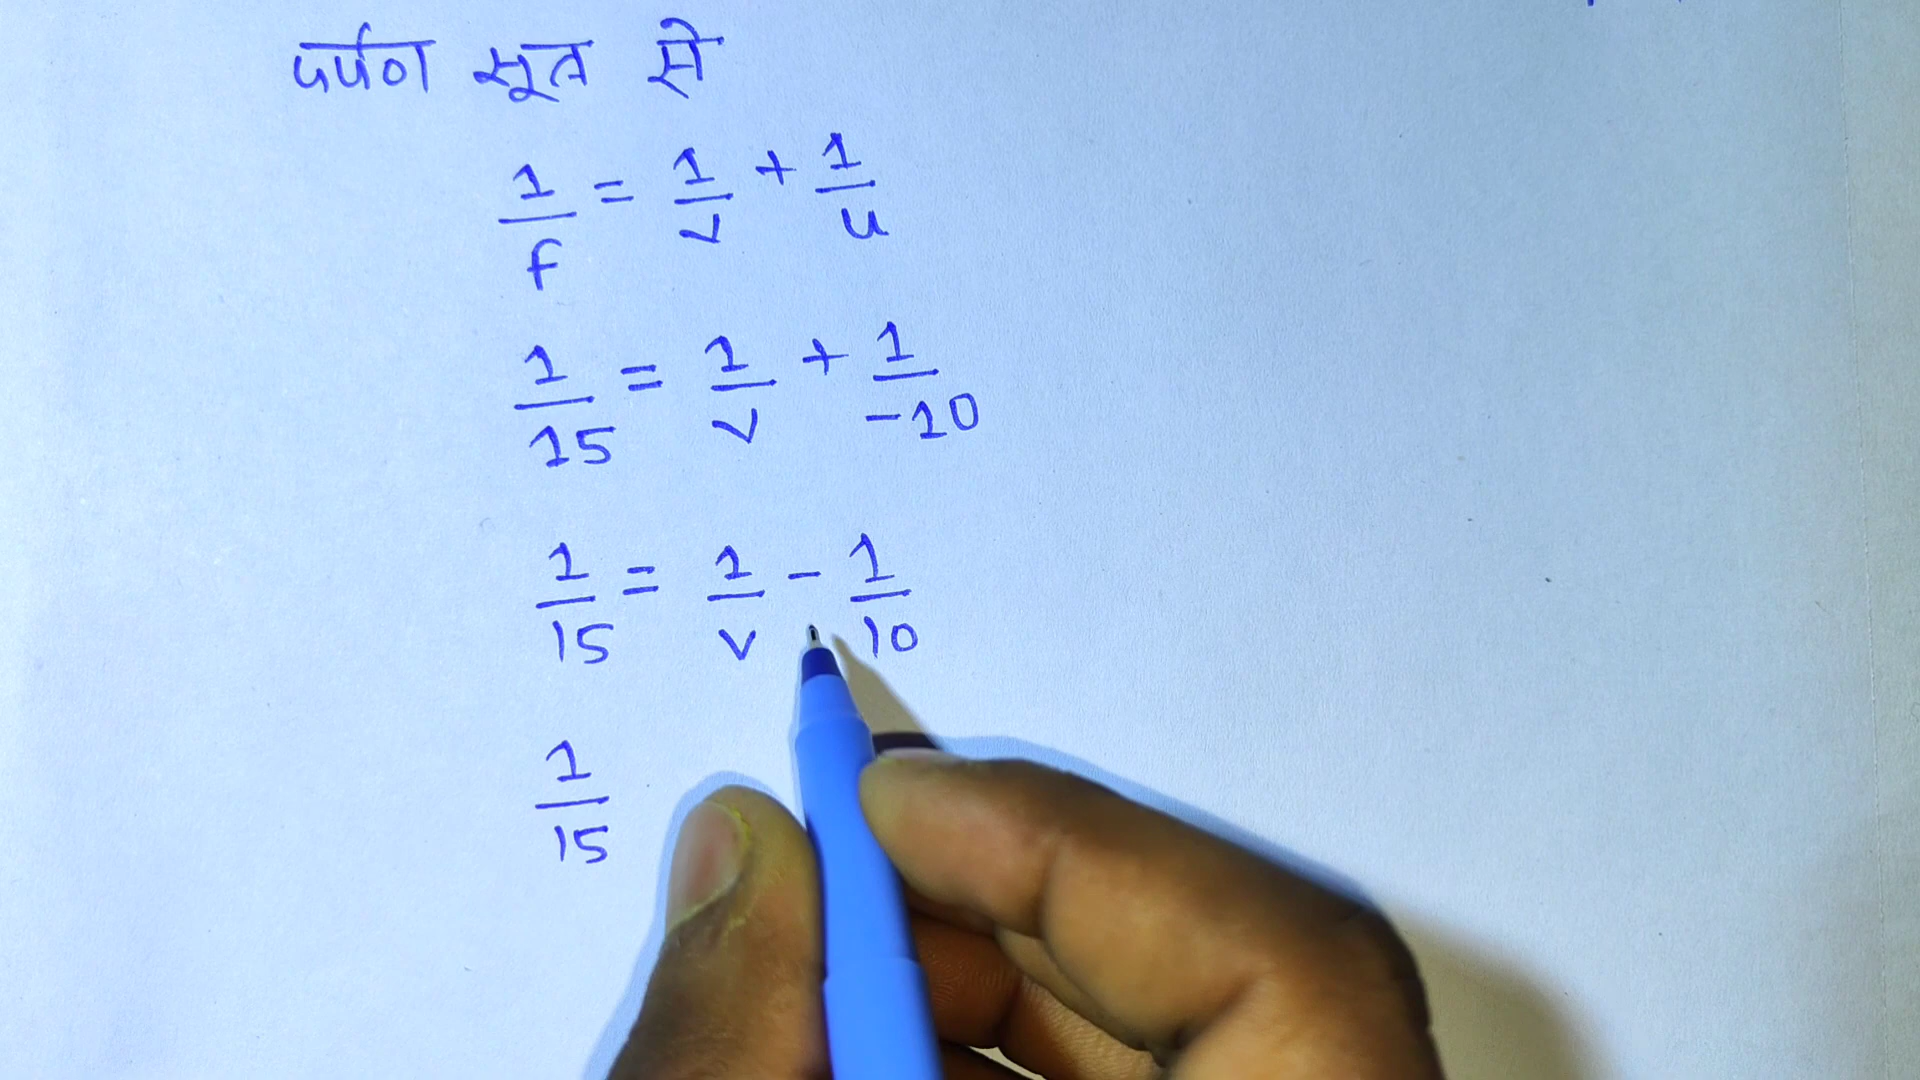 दर्पण सूत्र से
1/f = 1/v + 1/u
1/15 = 1/v + 1/-10
1/15 = 1/v - 1/10
1/15